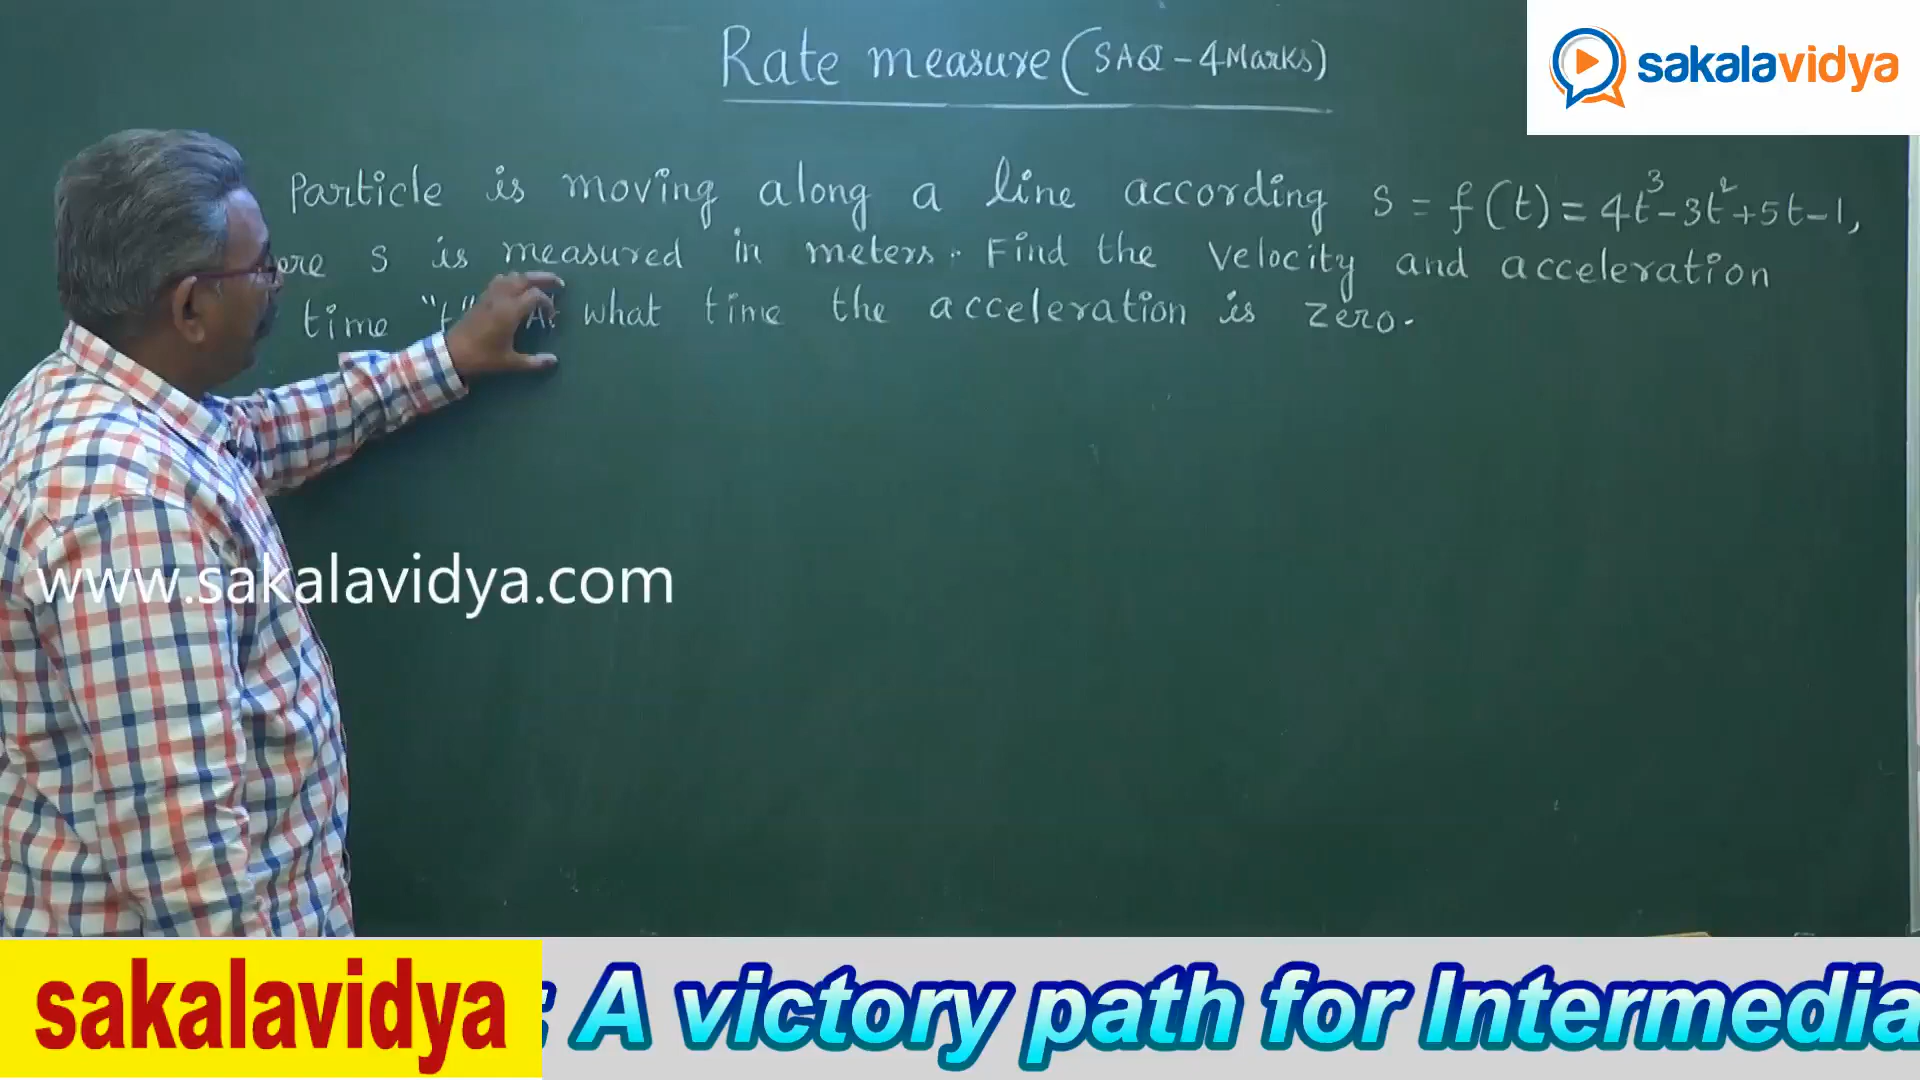 Rate measure (SAQ - 4 Marks)
sakalavidya
Particle is moving along a line according s = f(t) = 4t³-3t²+5t-1,
s is measured in meters. Find the velocity and acceleration
time "t" At what time the acceleration is zero.
www.sakalavidya.com
sakalavidya : A victory path for Intermedia